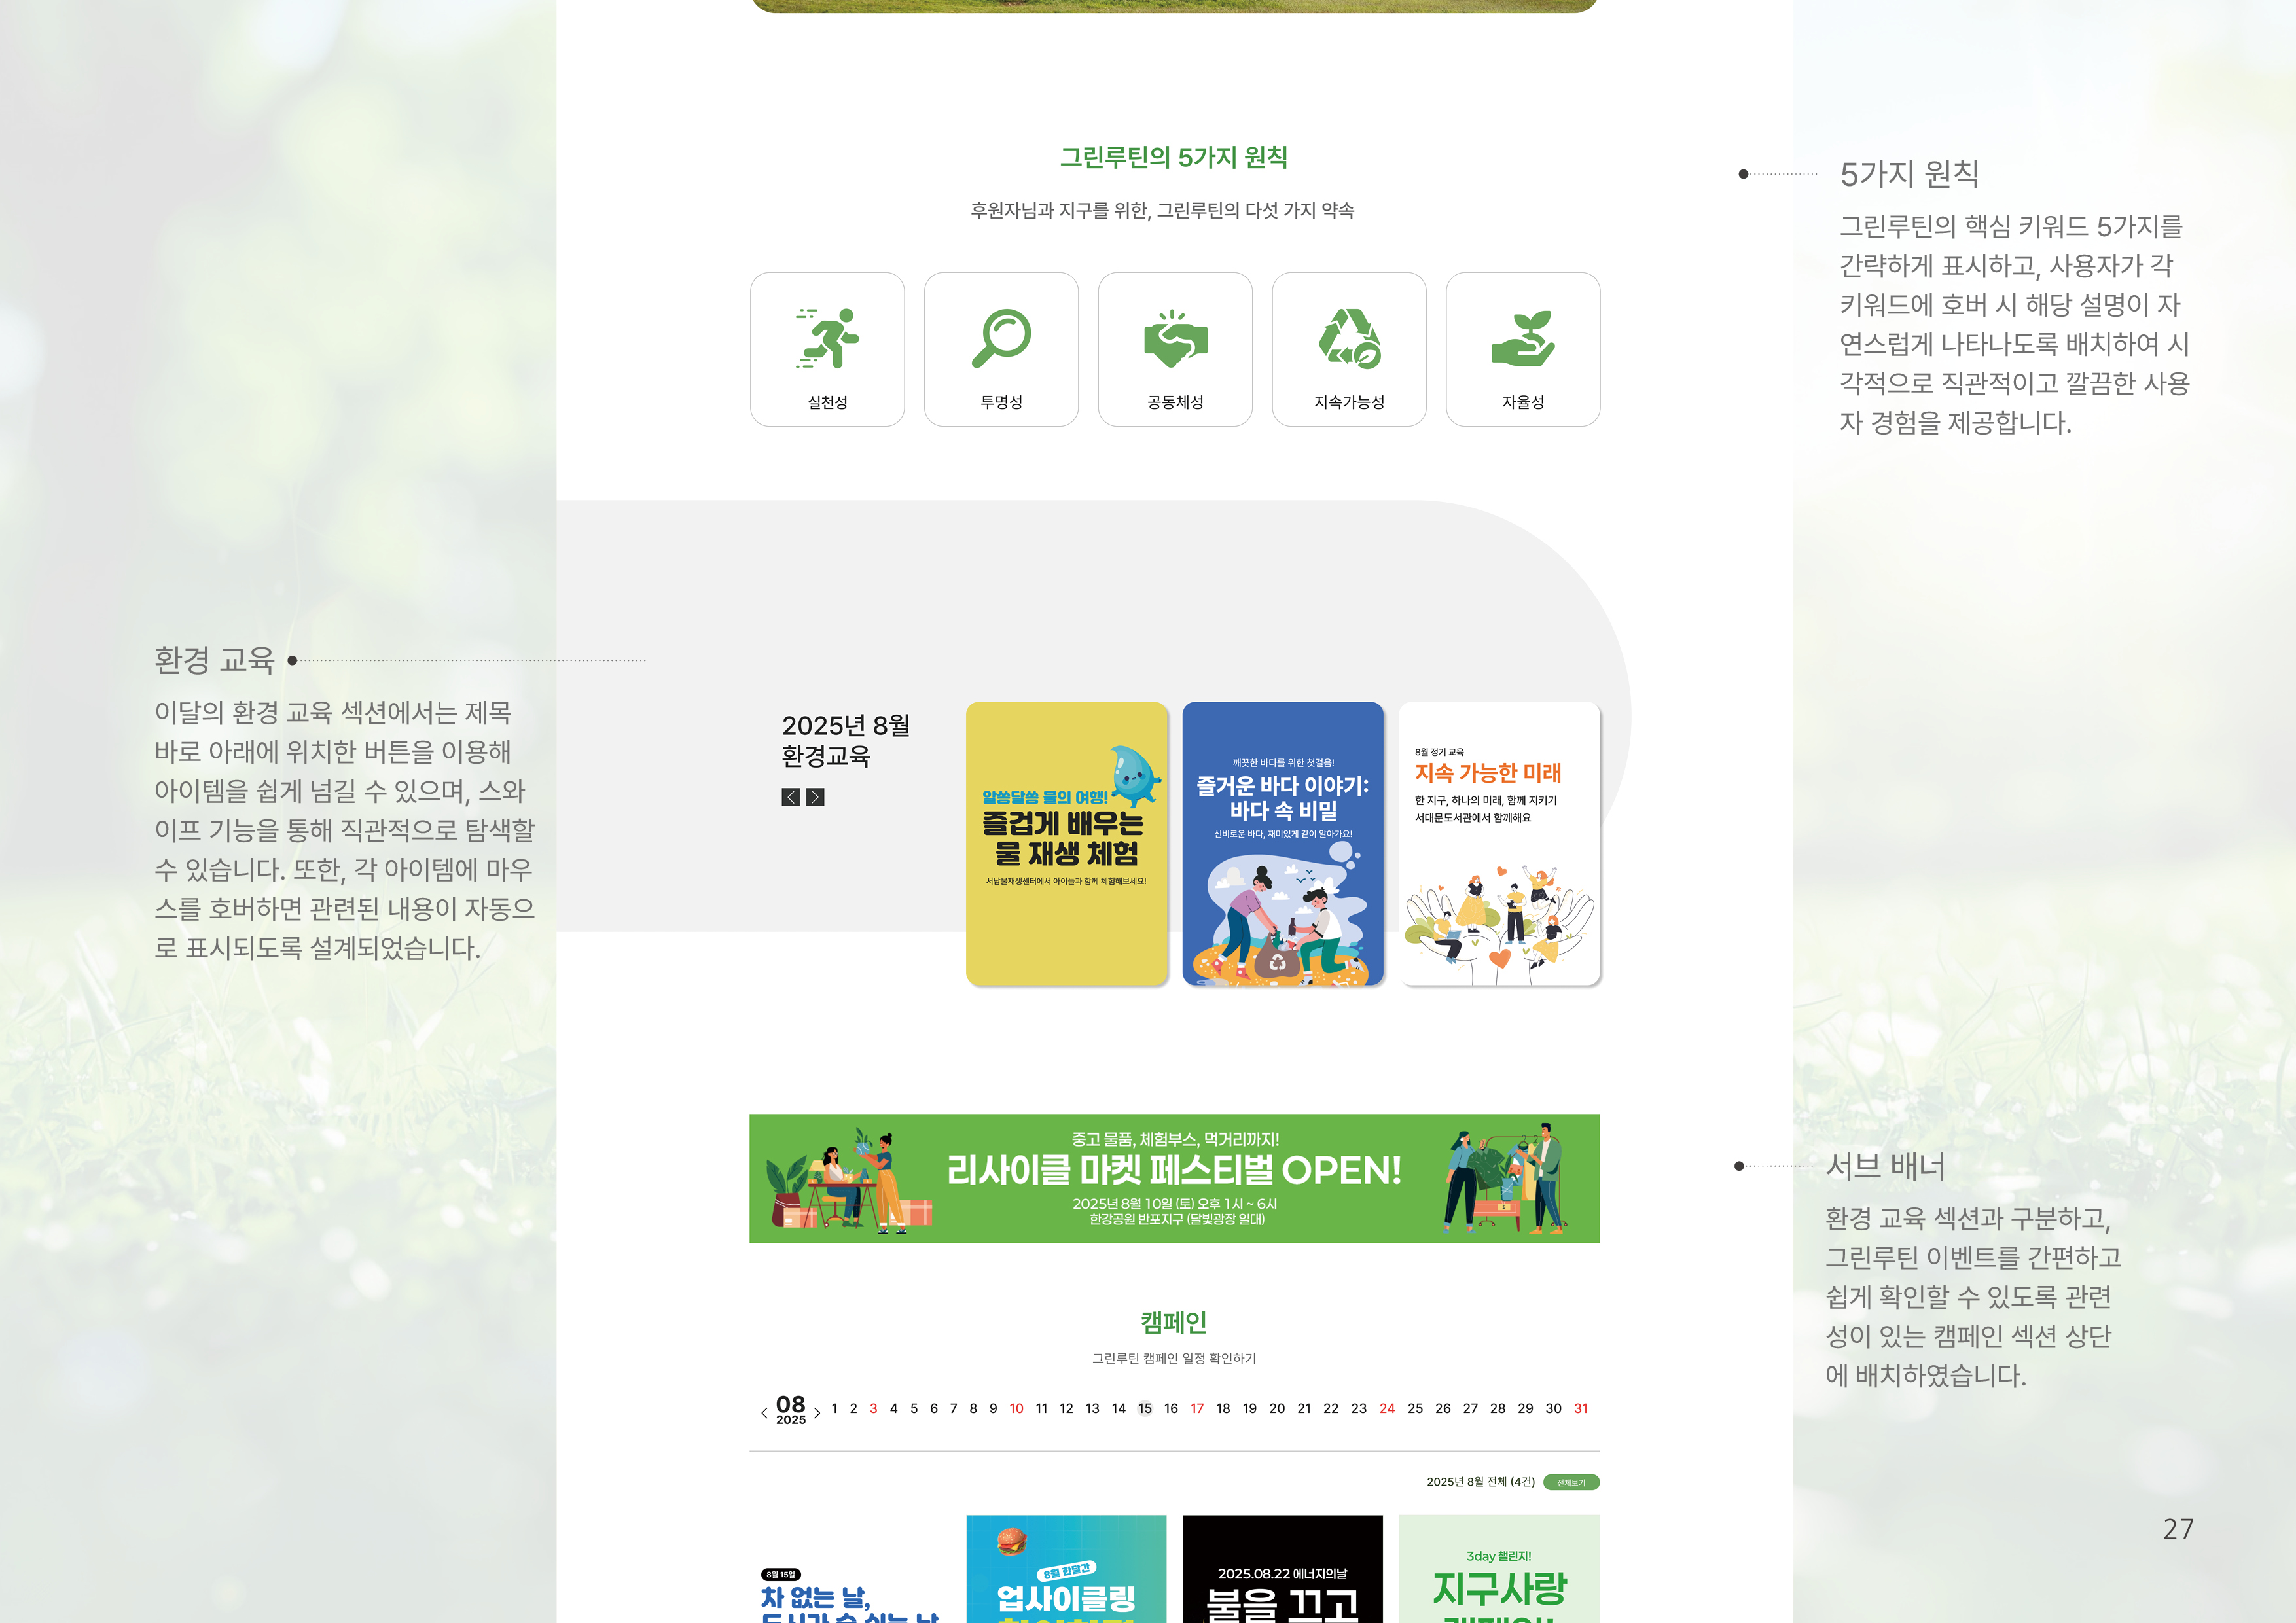 그린루틴의 5가지 원칙
후원자님과 지구를 위한, 그린루틴의 다섯 가지 약속
실천성
투명성
공동체성
지속가능성
자율성
5가지 원칙
그린루틴의 핵심 키워드 5가지를
간략하게 표시하고, 사용자가 각
키워드에 호버 시 해당 설명이 자
연스럽게 나타나도록 배치하여 시
각적으로 직관적이고 깔끔한 사용
자 경험을 제공합니다.
환경 교육
이달의 환경 교육 섹션에서는 제목
바로 아래에 위치한 버튼을 이용해
아이템을 쉽게 넘길 수 있으며, 스와
이프 기능을 통해 직관적으로 탐색할
수 있습니다. 또한, 각 아이템에 마우
스를 호버하면 관련된 내용이 자동으
로 표시되도록 설계되었습니다.
2025년 8월
환경교육
알쏭달쏭 물의 여행!
즐겁게 배우는
물 재생 체험
서남물재생센터에서 아이들과 함께 체험해보세요!
깨끗한 바다를 위한 첫걸음!
즐거운 바다 이야기:
바다 속 비밀
신비로운 바다, 재미있게 같이 알아가요!
8월 정기 교육
지속 가능한 미래
한 지구, 하나의 미래, 함께 지키기
서대문도서관에서 함께해요
중고 물품, 체험부스, 먹거리까지!
리사이클 마켓 페스티벌 OPEN!
2025년 8월 10일 (토) 오후 1시 ~ 6시
한강공원 반포지구 (달빛광장 일대)
서브 배너
환경 교육 섹션과 구분하고,
그린루틴 이벤트를 간편하고
쉽게 확인할 수 있도록 관련
성이 있는 캠페인 섹션 상단
에 배치하였습니다.
캠페인
그린루틴 캠페인 일정 확인하기
< 08 2025 > 1 2 3 4 5 6 7 8 9 10 11 12 13 14 15 16 17 18 19 20 21 22 23 24 25 26 27 28 29 30 31
2025년 8월 전체 (4건) 전체보기
8월 15일
차 없는 날,
8월 한달간
업사이클링
2025.08.22 에너지의날
불을 끄고
3day 챌린지!
지구사랑
27